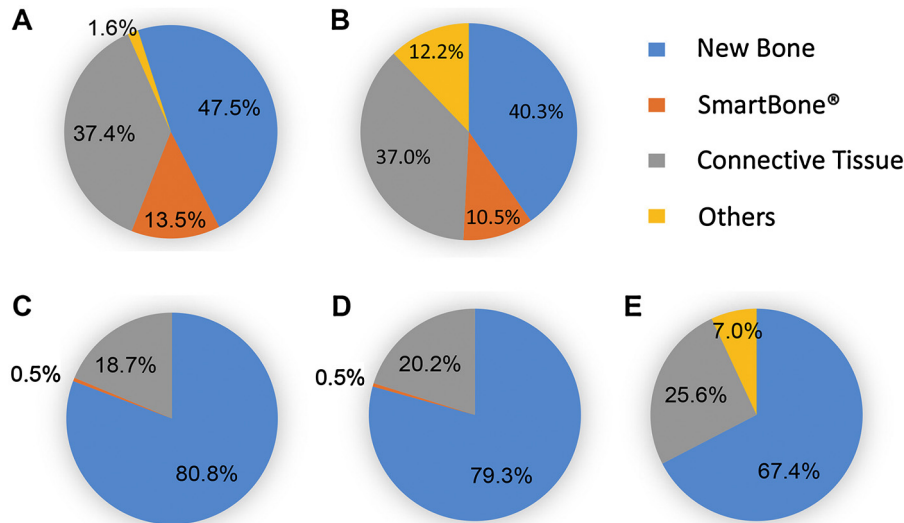 A
1.6%
47.5%
37.4%
13.5%
B
12.2%
40.3%
37.0%
10.5%
New Bone
SmartBone®
Connective Tissue
Others
C
18.7%
0.5%
80.8%
D
20.2%
0.5%
79.3%
E
7.0%
25.6%
67.4%